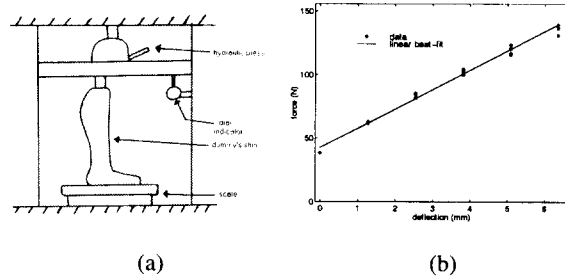 hydraulic press
dial
indicator
dummy's shin
scale
force (N)
150
100
50
0
data
linear best-fit
0
1
2
3
4
5
6
deflection (mm)
(a)
(b)